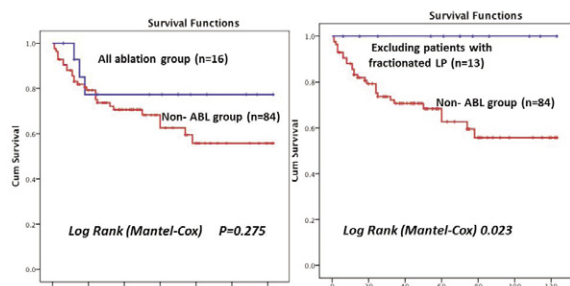 Survival Functions
1.0
All ablation group (n=16)
0.8
Non- ABL group (n=84)
0.6
Cum Survival
0.4
0.2
Log Rank (Mantel-Cox) P=0.275
0.0
Survival Functions
1.0
Excluding patients with
fractionated LP (n=13)
0.8
Non- ABL group (n=84)
0.6
Cum Survival
0.4
0.2
Log Rank (Mantel-Cox) 0.023
0.0
0 20 40 60 80 100 120